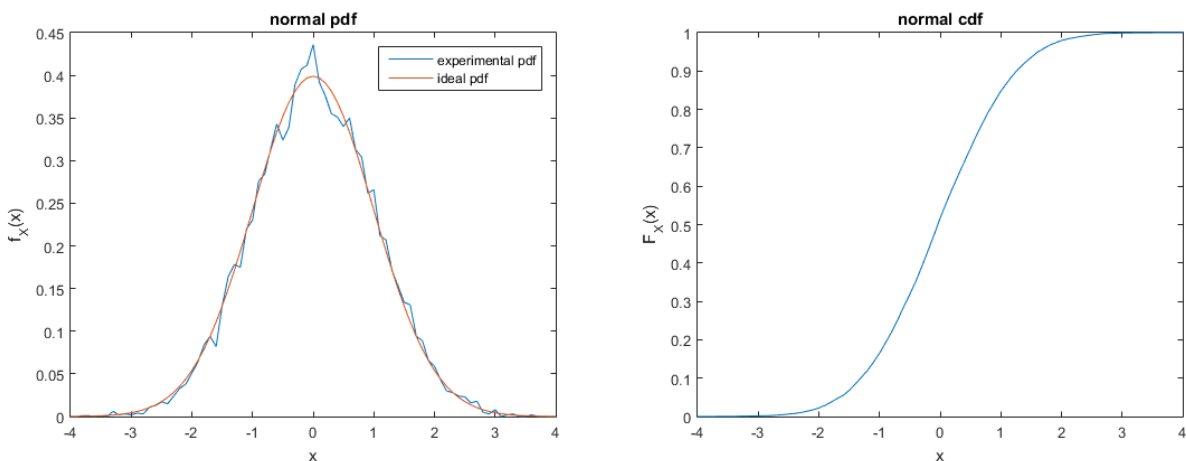 normal pdf
0.45
0.4
0.35
0.3
0.25
0.2
0.15
0.1
0.05
0
-4 -3 -2 -1 0 1 2 3 4
x
f_X(x)
experimental pdf
ideal pdf
normal cdf
1
0.9
0.8
0.7
0.6
0.5
0.4
0.3
0.2
0.1
0
-4 -3 -2 -1 0 1 2 3 4
x
F_X(x)